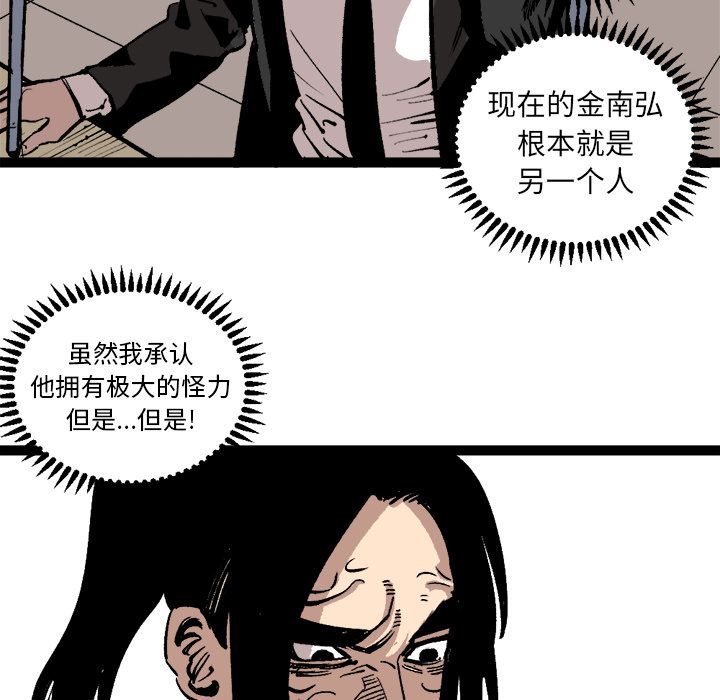 现在的金南弘
根本就是
另一个人
虽然我承认
他拥有极大的怪力
但是...但是!